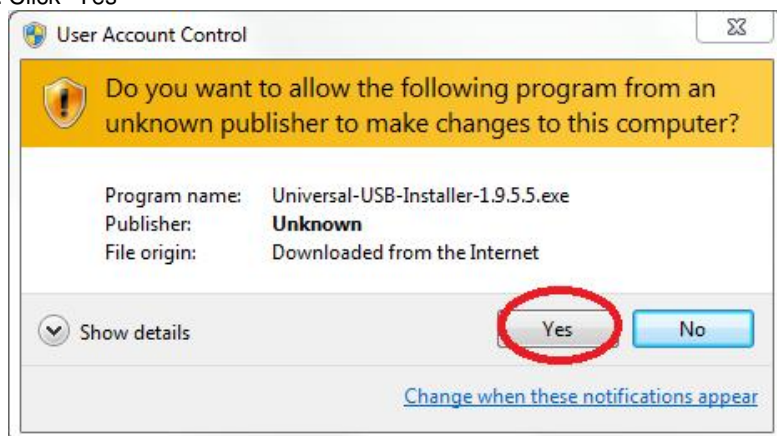 Click "Yes"
User Account Control
Do you want to allow the following program from an
unknown publisher to make changes to this computer?
Program name: Universal-USB-Installer-1.9.5.5.exe
Publisher: Unknown
File origin: Downloaded from the Internet
Show details
Yes
No
Change when these notifications appear